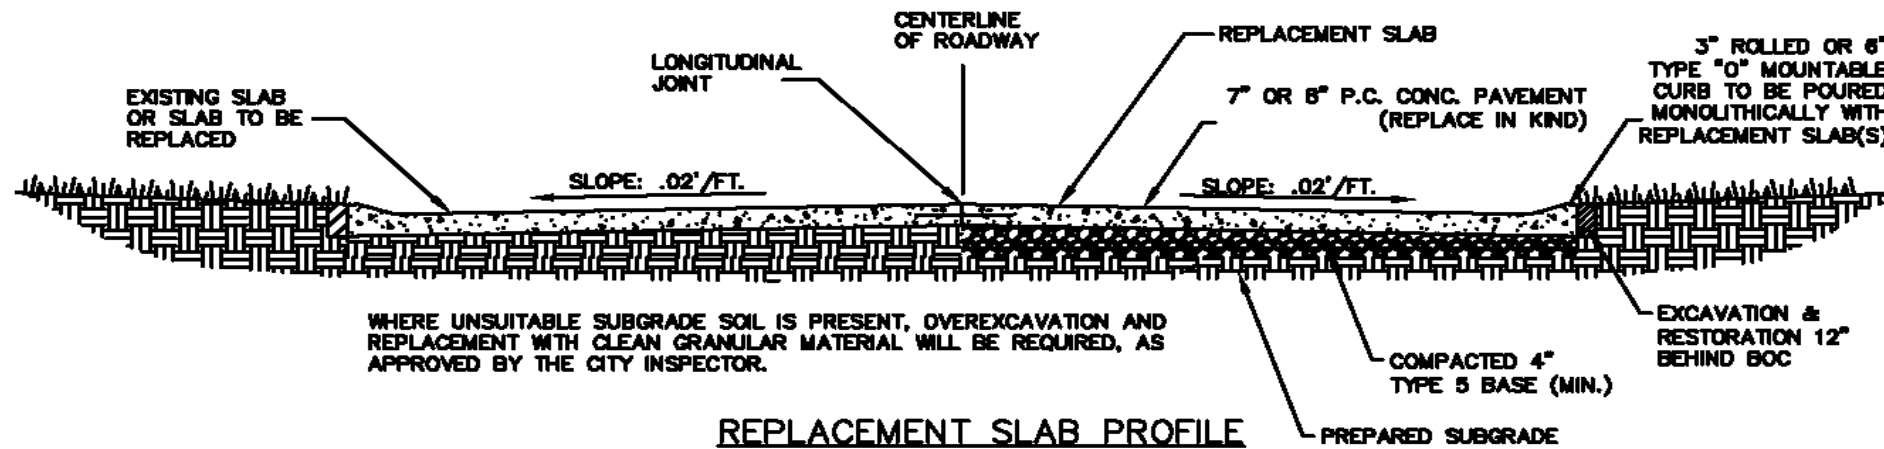 CENTERLINE
OF ROADWAY
REPLACEMENT SLAB
LONGITUDINAL
JOINT
3" ROLLED OR 6"
TYPE "O" MOUNTABLE
CURB TO BE POURED
MONOLITHICALLY WITH
REPLACEMENT SLAB(S)
EXISTING SLAB
OR SLAB TO BE
REPLACED
7" OR 8" P.C. CONC. PAVEMENT
(REPLACE IN KIND)
SLOPE: .02'/FT.
SLOPE: .02'/FT.
WHERE UNSUITABLE SUBGRADE SOIL IS PRESENT, OVEREXCAVATION AND
REPLACEMENT WITH CLEAN GRANULAR MATERIAL WILL BE REQUIRED, AS
APPROVED BY THE CITY INSPECTOR.
EXCAVATION &
RESTORATION 12"
BEHIND BOC
COMPACTED 4"
TYPE 5 BASE (MIN.)
PREPARED SUBGRADE
REPLACEMENT SLAB PROFILE